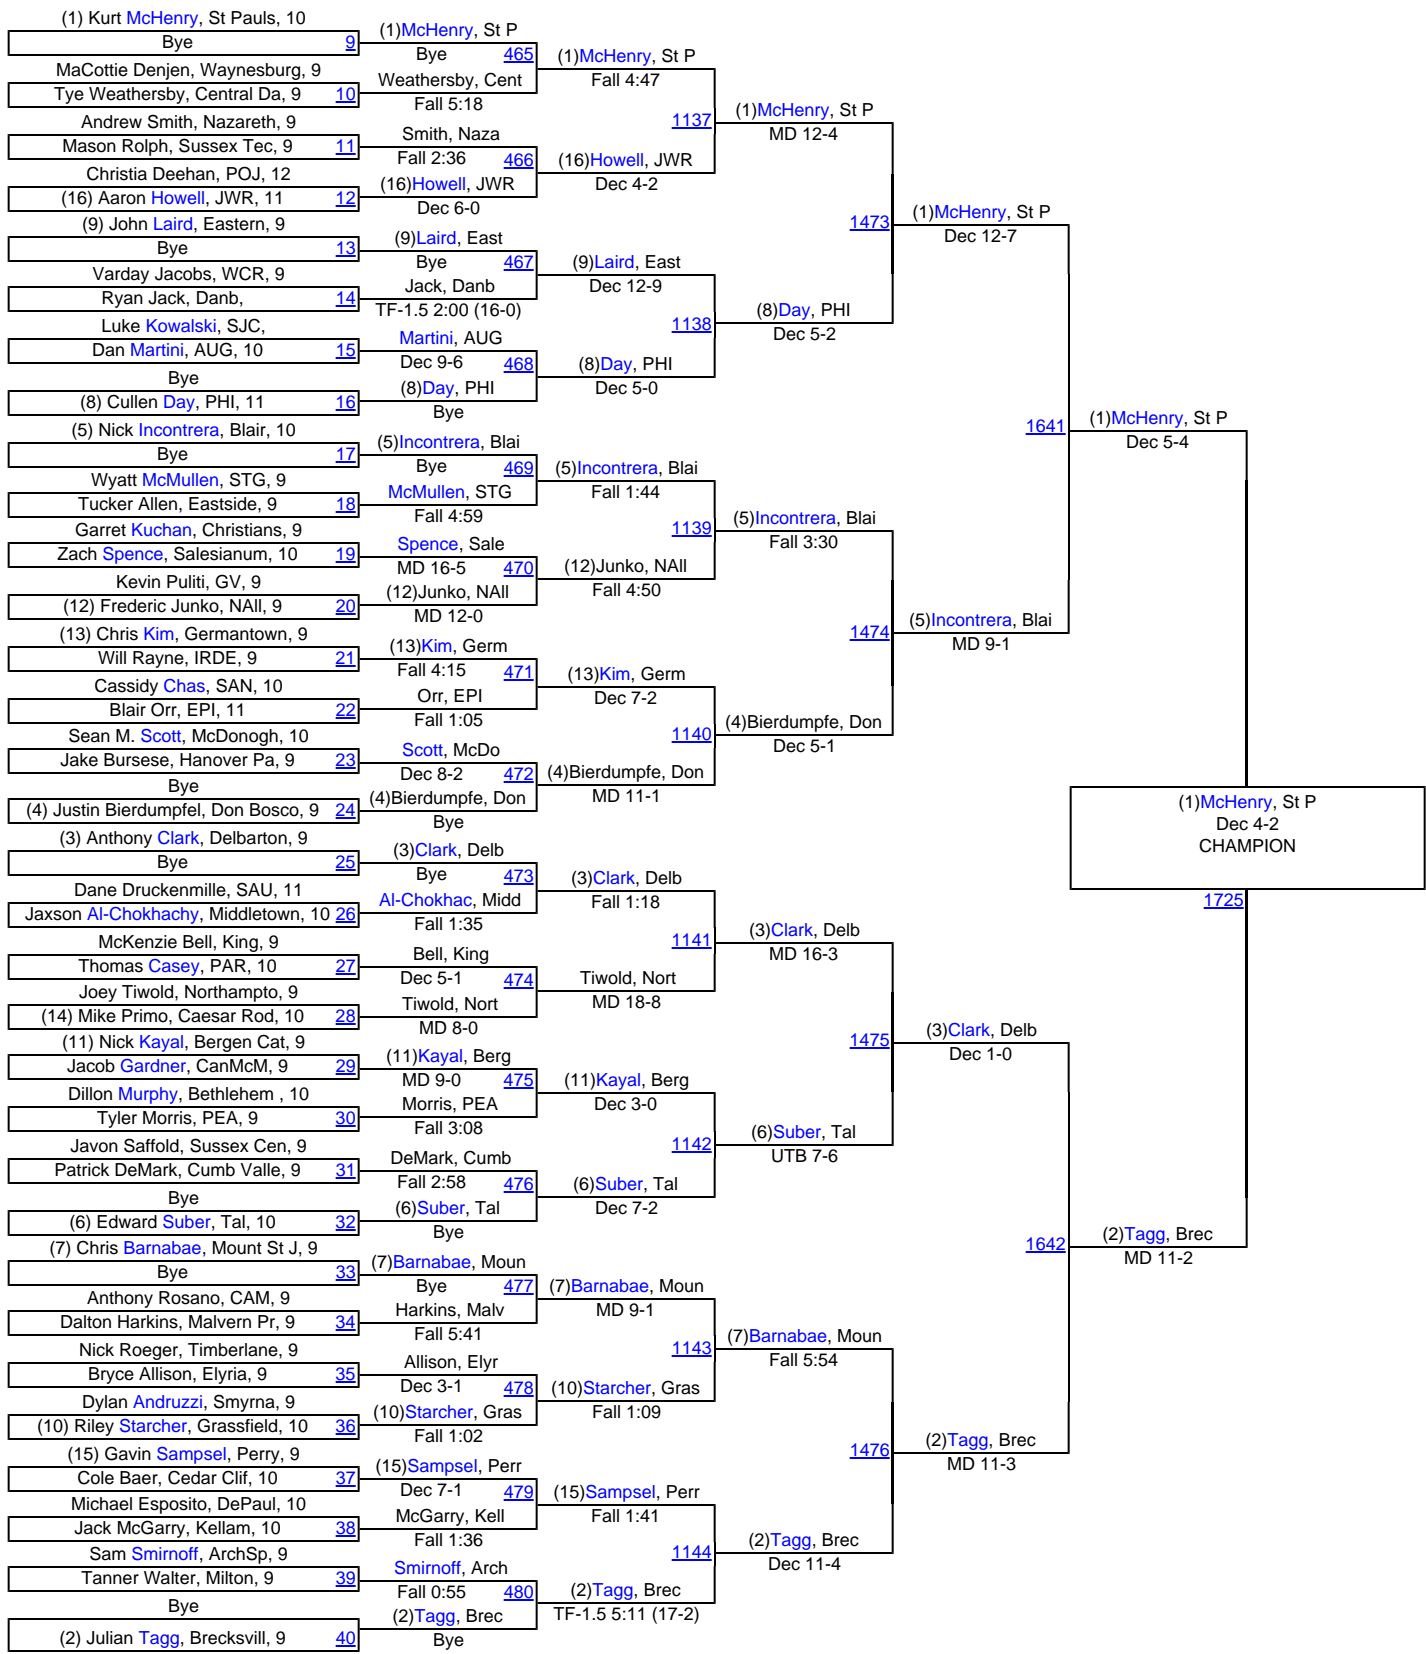 (1) Kurt McHenry, St Pauls, 10
Bye 9
MaCottie Denjen, Waynesburg, 9
Tye Weathersby, Central Da, 9 10
Andrew Smith, Nazareth, 9
Mason Rolph, Sussex Tec, 9 11
Christia Deehan, POJ, 12
(16) Aaron Howell, JWR, 11 12
(9) John Laird, Eastern, 9
Bye 13
Varday Jacobs, WCR, 9
Ryan Jack, Danb, 14
Luke Kowalski, SJC,
Dan Martini, AUG, 10 15
Bye
(8) Cullen Day, PHI, 11 16
(5) Nick Incontrera, Blair, 10
Bye 17
Wyatt McMullen, STG, 9
Tucker Allen, Eastside, 9 18
Garret Kuchan, Christians, 9
Zach Spence, Salesianum, 10 19
Kevin Puliti, GV, 9
(12) Frederic Junko, NAll, 9 20
(13) Chris Kim, Germantown, 9
Will Rayne, IRDE, 9 21
Cassidy Chas, SAN, 10
Blair Orr, EPI, 11 22
Sean M. Scott, McDonogh, 10
Jake Bursese, Hanover Pa, 9 23
Bye
(4) Justin Bierdumpfel, Don Bosco, 9 24
(3) Anthony Clark, Delbarton, 9
Bye 25
Dane Druckenmille, SAU, 11
Jaxson Al-Chokhachy, Middletown, 10 26
McKenzie Bell, King, 9
Thomas Casey, PAR, 10 27
Joey Tiwold, Northampto, 9
(14) Mike Primo, Caesar Rod, 10 28
(11) Nick Kayal, Bergen Cat, 9
Jacob Gardner, CanMcM, 9 29
Dillon Murphy, Bethlehem , 10
Tyler Morris, PEA, 9 30
Javon Saffold, Sussex Cen, 9
Patrick DeMark, Cumb Valle, 9 31
Bye
(6) Edward Suber, Tal, 10 32
(7) Chris Barnabae, Mount St J, 9
Bye 33
Anthony Rosano, CAM, 9
Dalton Harkins, Malvern Pr, 9 34
Nick Roeger, Timberlane, 9
Bryce Allison, Elyria, 9 35
Dylan Andruzzi, Smyrna, 9
(10) Riley Starcher, Grassfield, 10 36
(15) Gavin Sampsel, Perry, 9
Cole Baer, Cedar Clif, 10 37
Michael Esposito, DePaul, 10
Jack McGarry, Kellam, 10 38
Sam Smirnoff, ArchSp, 9
Tanner Walter, Milton, 9 39
Bye
(2) Julian Tagg, Brecksvill, 9 40
(1)McHenry, St P
Bye 465
Weathersby, Cent
Fall 5:18
Smith, Naza
Fall 2:36 466
(16)Howell, JWR
Dec 6-0
(9)Laird, East
Bye 467
Jack, Danb
TF-1.5 2:00 (16-0)
Martini, AUG
Dec 9-6 468
(8)Day, PHI
Bye
(5)Incontrera, Blai
Bye 469
McMullen, STG
Fall 4:59
Spence, Sale
MD 16-5 470
(12)Junko, NAll
MD 12-0
(13)Kim, Germ
Fall 4:15 471
Orr, EPI
Fall 1:05
Scott, McDo
Dec 8-2 472
(4)Bierdumpfe, Don
Bye
(3)Clark, Delb
Bye 473
Al-Chokhac, Midd
Fall 1:35
Bell, King
Dec 5-1 474
Tiwold, Nort
MD 8-0
(11)Kayal, Berg
MD 9-0 475
Morris, PEA
Fall 3:08
DeMark, Cumb
Fall 2:58 476
(6)Suber, Tal
Bye
(7)Barnabae, Moun
Bye 477
Harkins, Malv
Fall 5:41
Allison, Elyr
Dec 3-1 478
(10)Starcher, Gras
Fall 1:02
(15)Sampsel, Perr
Dec 7-1 479
McGarry, Kell
Fall 1:36
Smirnoff, Arch
Fall 0:55 480
(2)Tagg, Brec
Bye
(1)McHenry, St P
Fall 4:47
1137
(16)Howell, JWR
Dec 4-2
(9)Laird, East
Dec 12-9
1138
(8)Day, PHI
Dec 5-0
(5)Incontrera, Blai
Fall 1:44
1139
(12)Junko, NAll
Fall 4:50
(13)Kim, Germ
Dec 7-2
1140
(4)Bierdumpfe, Don
MD 11-1
(3)Clark, Delb
Fall 1:18
1141
Tiwold, Nort
MD 18-8
(11)Kayal, Berg
Dec 3-0
1142
(6)Suber, Tal
Dec 7-2
(7)Barnabae, Moun
MD 9-1
1143
(10)Starcher, Gras
Fall 1:09
(15)Sampsel, Perr
Fall 1:41
1144
(2)Tagg, Brec
TF-1.5 5:11 (17-2)
(1)McHenry, St P
MD 12-4
1473
(8)Day, PHI
Dec 5-2
(5)Incontrera, Blai
Fall 3:30
1474
(4)Bierdumpfe, Don
Dec 5-1
(3)Clark, Delb
MD 16-3
1475
(6)Suber, Tal
UTB 7-6
(7)Barnabae, Moun
Fall 5:54
1476
(2)Tagg, Brec
Dec 11-4
(1)McHenry, St P
Dec 12-7
1641
(5)Incontrera, Blai
MD 9-1
(3)Clark, Delb
Dec 1-0
1642
(2)Tagg, Brec
MD 11-3
(1)McHenry, St P
Dec 5-4
(1)McHenry, St P
Dec 4-2
CHAMPION
1725
(2)Tagg, Brec
MD 11-2